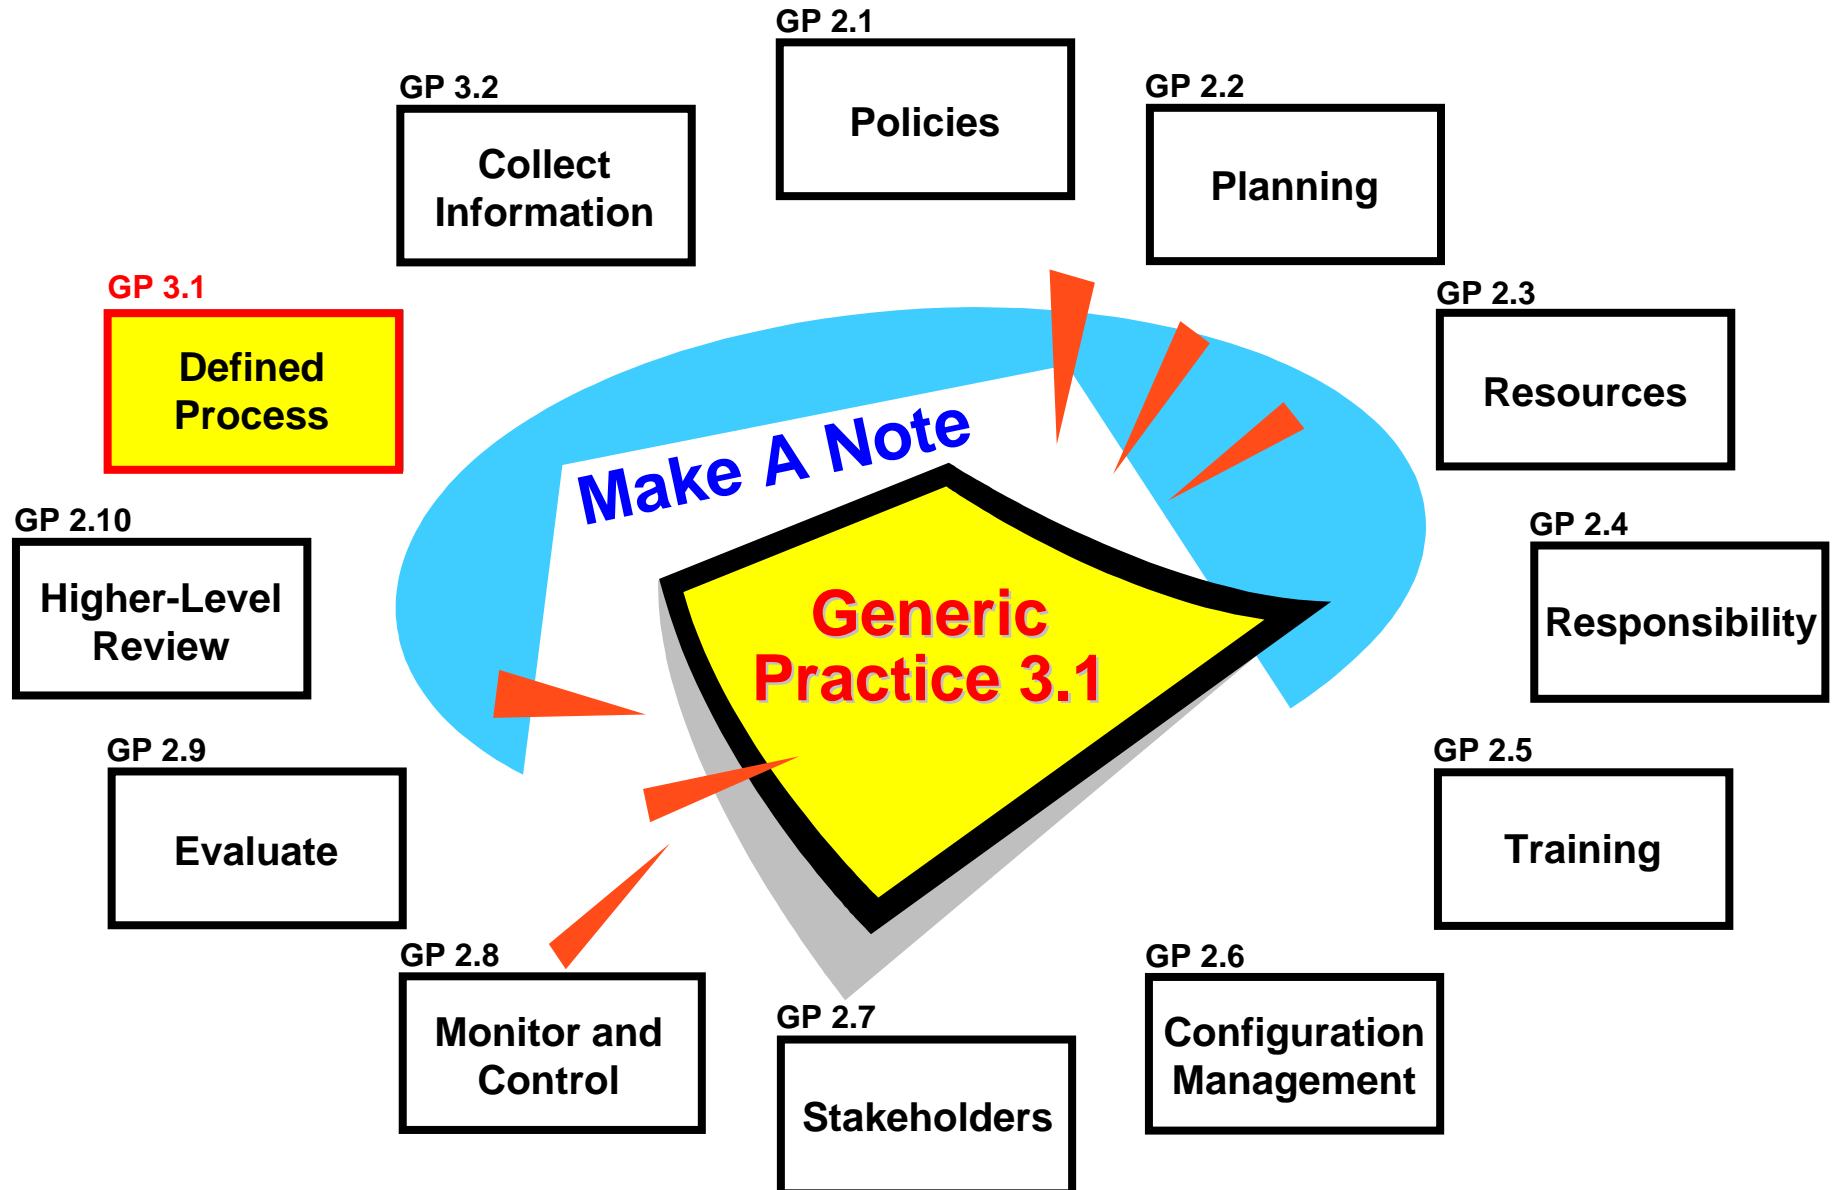 GP 2.1
Policies
GP 2.2
Planning
GP 2.3
Resources
GP 2.4
Responsibility
GP 2.5
Training
GP 2.6
Configuration
Management
GP 2.7
Stakeholders
GP 2.8
Monitor and
Control
GP 2.9
Evaluate
GP 2.10
Higher-Level
Review
GP 3.1
Defined
Process
GP 3.2
Collect
Information
Make A Note
Generic
Practice 3.1